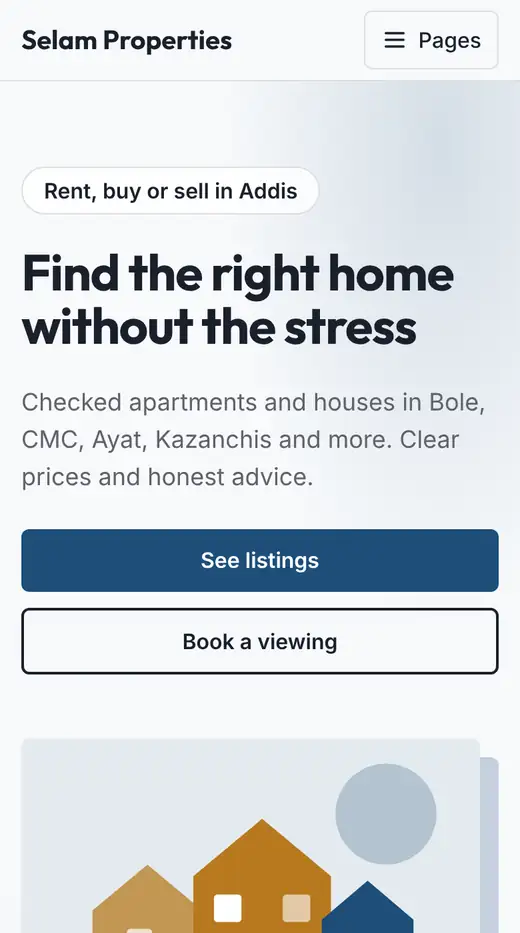 Selam Properties
Pages
Rent, buy or sell in Addis
Find the right home
without the stress
Checked apartments and houses in Bole,
CMC, Ayat, Kazanchis and more. Clear
prices and honest advice.
See listings
Book a viewing